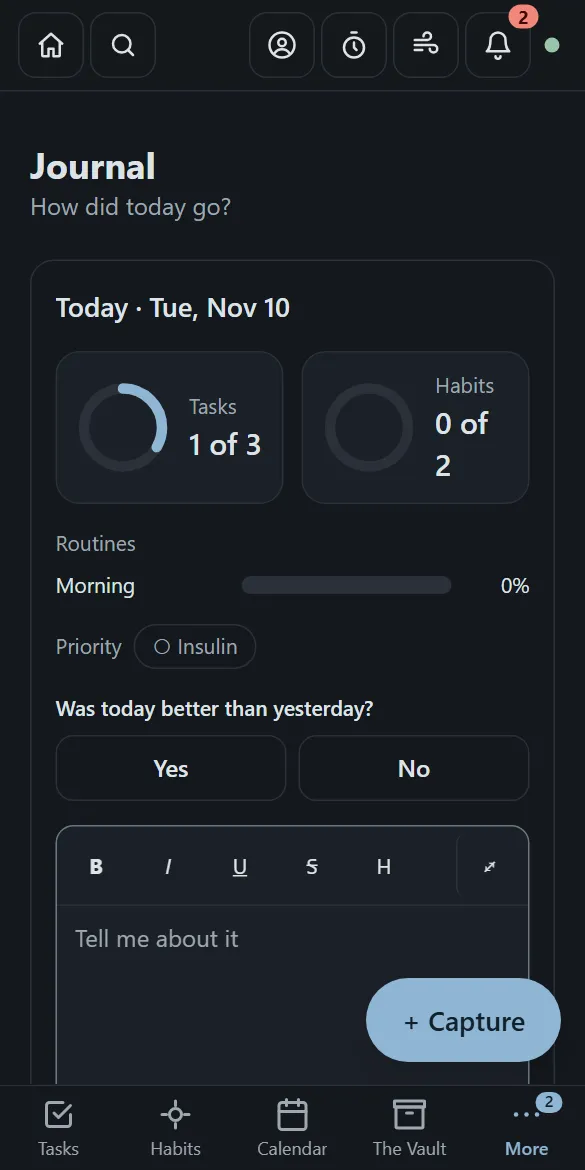 2
Journal
How did today go?
Today · Tue, Nov 10
Tasks
1 of 3
Habits
0 of
2
Routines
Morning
0%
Priority
Insulin
Was today better than yesterday?
Yes
No
B I U S H
Tell me about it
+ Capture
2
Tasks
Habits
Calendar
The Vault
More